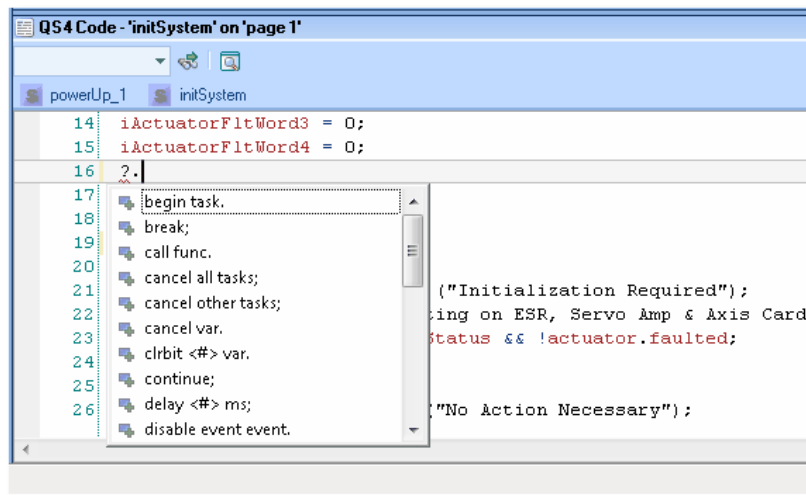 QS4 Code - 'initSystem' on 'page 1'
powerUp_1 initSystem
14 iActuatorFltWord3 = 0;
15 iActuatorFltWord4 = 0;
16 ?.
17 begin task.
18 break;
19 call func.
20 cancel all tasks;
21 cancel other tasks; ("Initialization Required");
22 cancel var. ting on ESR, Servo Amp & Axis Card
23 clrbit <#> var. Status && !actuator.faulted;
24 continue;
25 delay <#> ms;
26 disable event event. ("No Action Necessary");